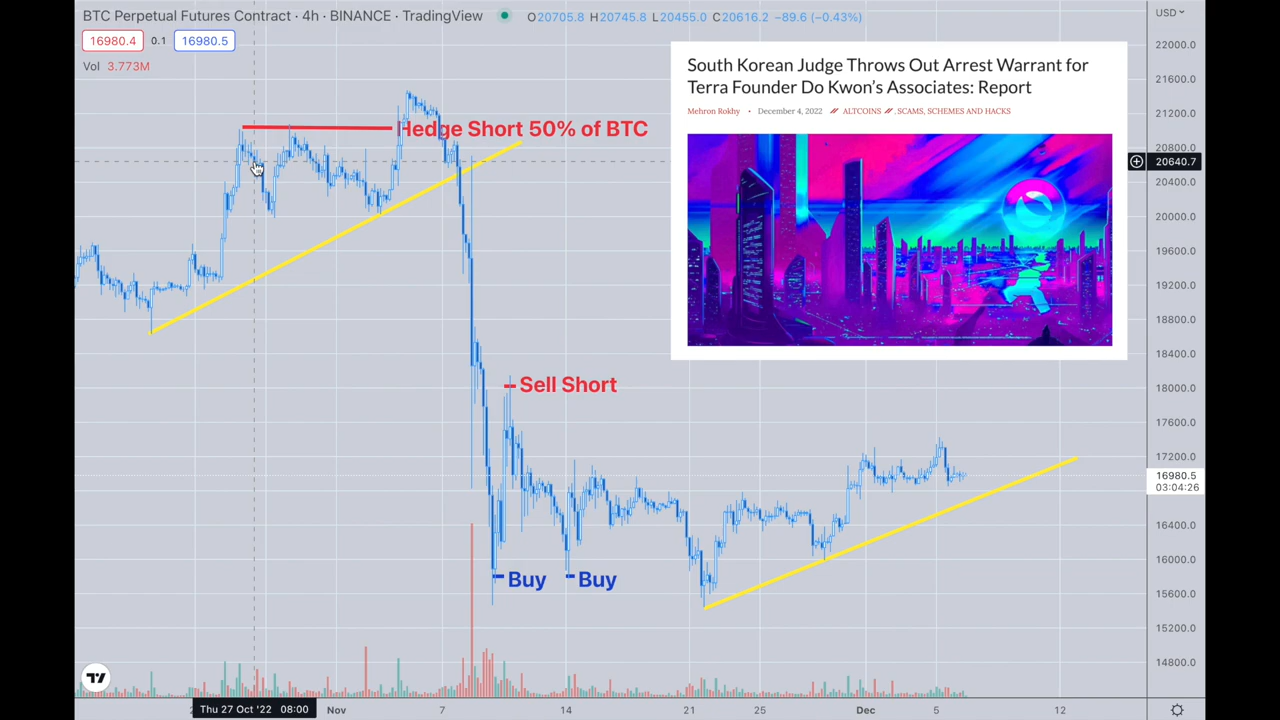 BTC Perpetual Futures Contract · 4h · BINANCE · TradingView O20705.8 H20745.8 L20455.0 C20616.2 −89.6 (−0.43%)
USD
16980.4 0.1 16980.5
Vol 3.773M
South Korean Judge Throws Out Arrest Warrant for
Terra Founder Do Kwon's Associates: Report
Mehron Rokhy • December 4, 2022 // ALTCOINS //, SCAMS, SCHEMES AND HACKS
Hedge Short 50% of BTC
Sell Short
Buy
Buy
22000.0
21600.0
21200.0
20800.0
20640.7
20400.0
20000.0
19600.0
19200.0
18800.0
18400.0
18000.0
17600.0
17200.0
16980.5
03:04:26
16400.0
16000.0
15600.0
15200.0
14800.0
Thu 27 Oct '22 08:00 Nov 7 14 21 25 Dec 5 12